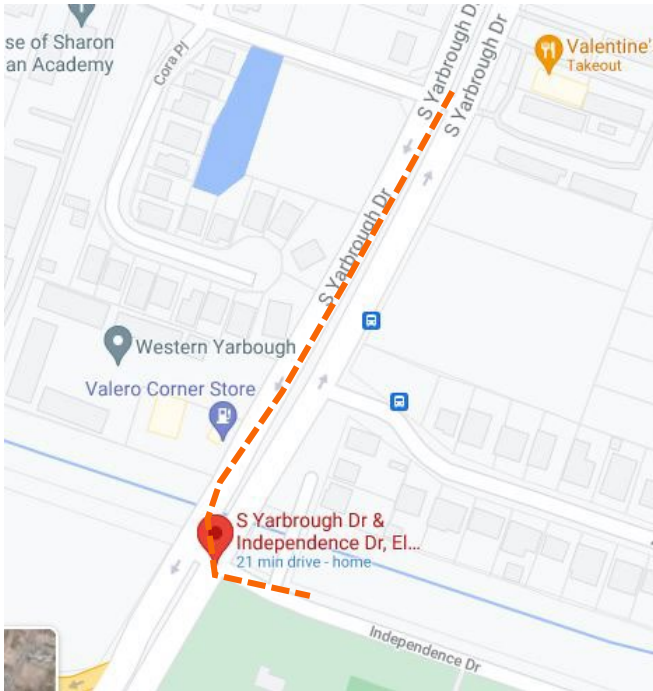 se of Sharon
an Academy
Cora Pl
S Yarbrough Dr
S Yarbrough Dr
Valentine'
Takeout
S Yarbrough Dr
Western Yarbough
Valero Corner Store
S Yarbrough Dr &
Independence Dr, El...
21 min drive - home
Independence Dr